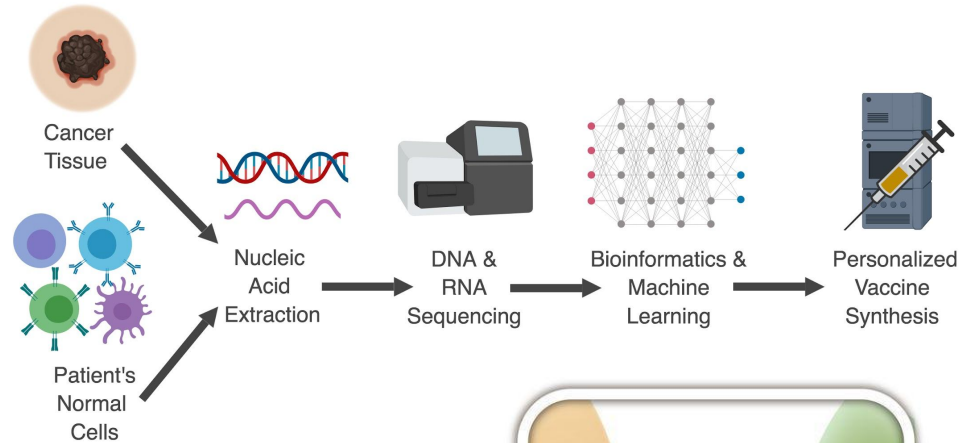 Cancer
Tissue
Patient's
Normal
Cells
Nucleic
Acid
Extraction
DNA &
RNA
Sequencing
Bioinformatics &
Machine
Learning
Personalized
Vaccine
Synthesis